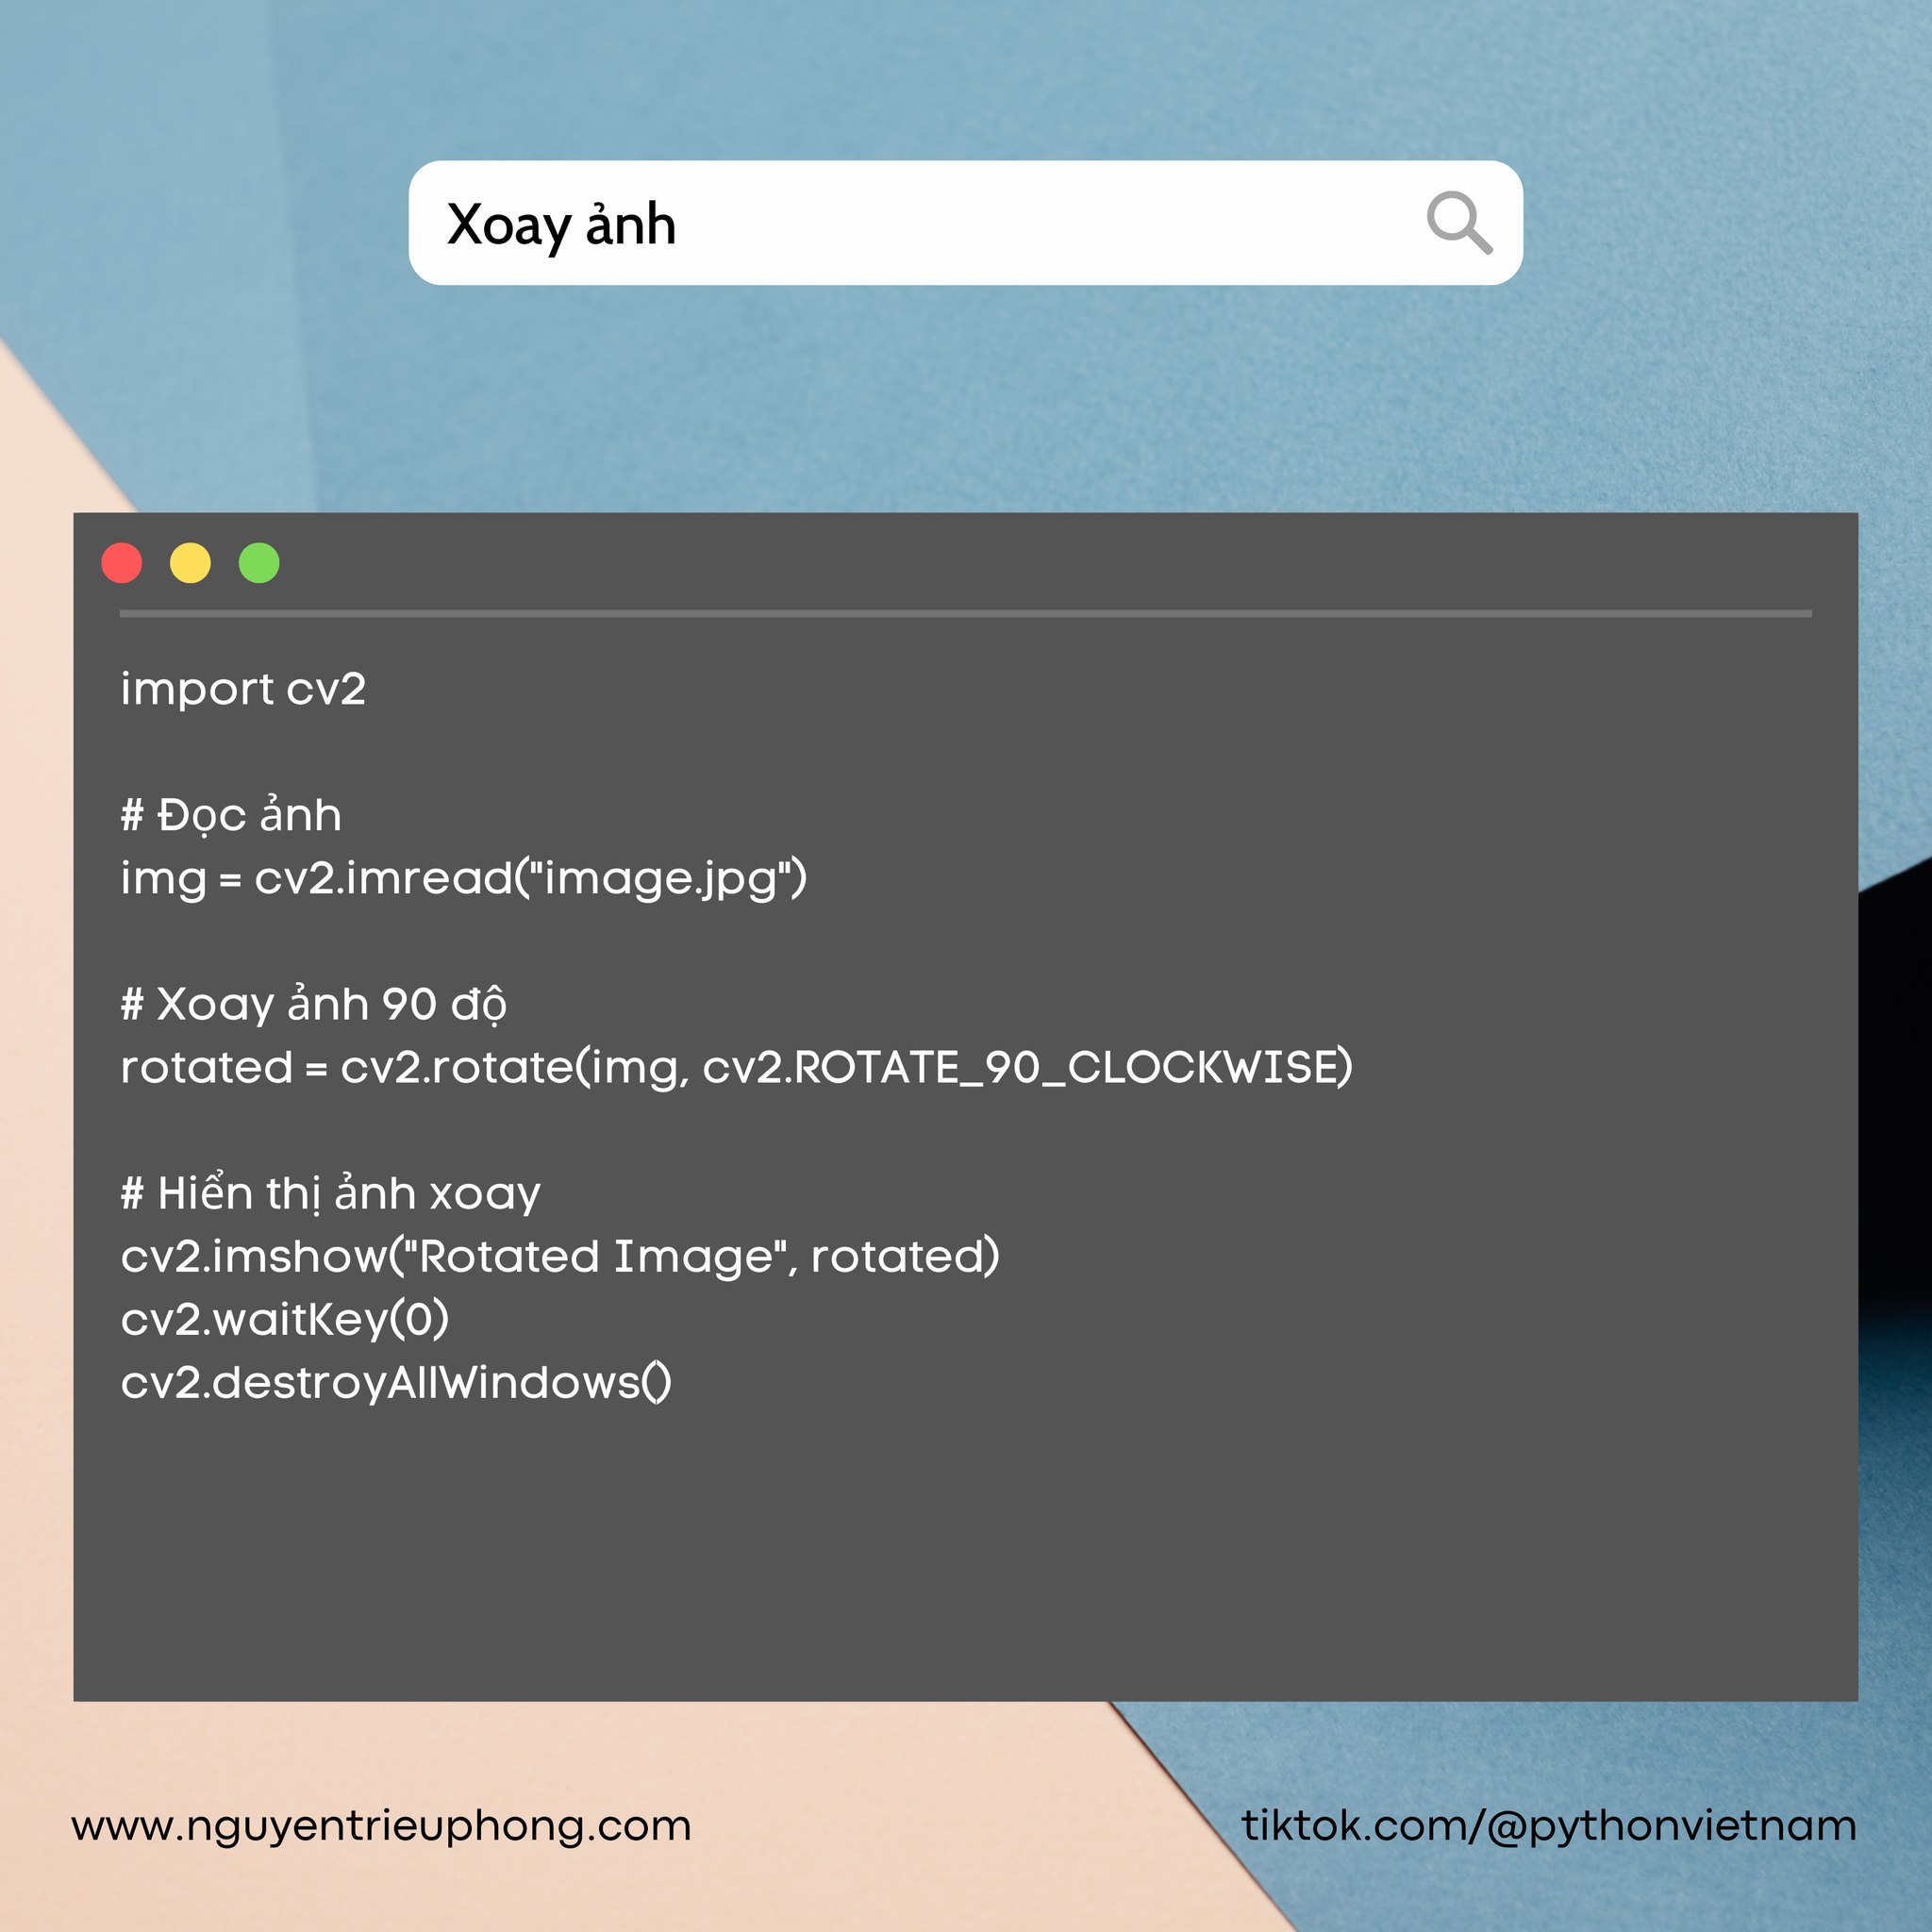 Xoay ảnh
import cv2
# Đọc ảnh
img = cv2.imread("image.jpg")
# Xoay ảnh 90 độ
rotated = cv2.rotate(img, cv2.ROTATE_90_CLOCKWISE)
# Hiển thị ảnh xoay
cv2.imshow("Rotated Image", rotated)
cv2.waitKey(0)
cv2.destroyAllWindows()
www.nguyentrieuphong.com
tiktok.com/@pythonvietnam